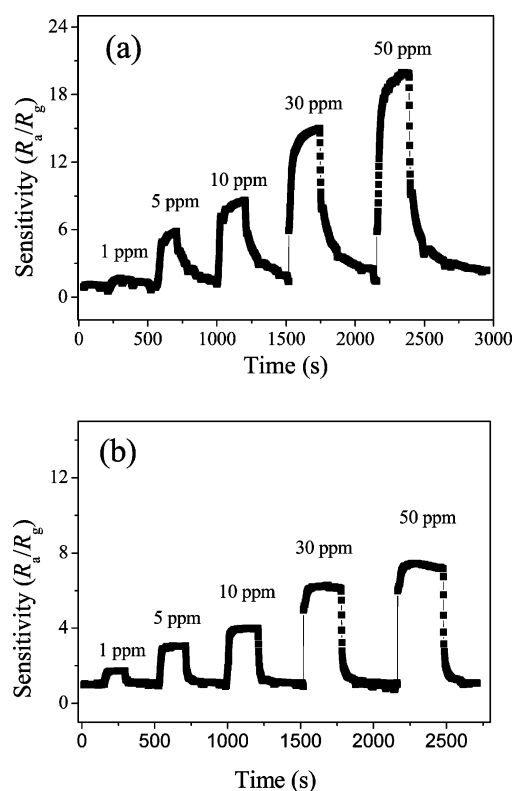 (a)
50 ppm
30 ppm
10 ppm
5 ppm
1 ppm
24
18
12
6
0
Sensitivity (Ra/Rg)
0 500 1000 1500 2000 2500 3000
Time (s)
(b)
50 ppm
30 ppm
10 ppm
5 ppm
1 ppm
12
8
4
0
Sensitivity (Ra/Rg)
0 500 1000 1500 2000 2500
Time (s)